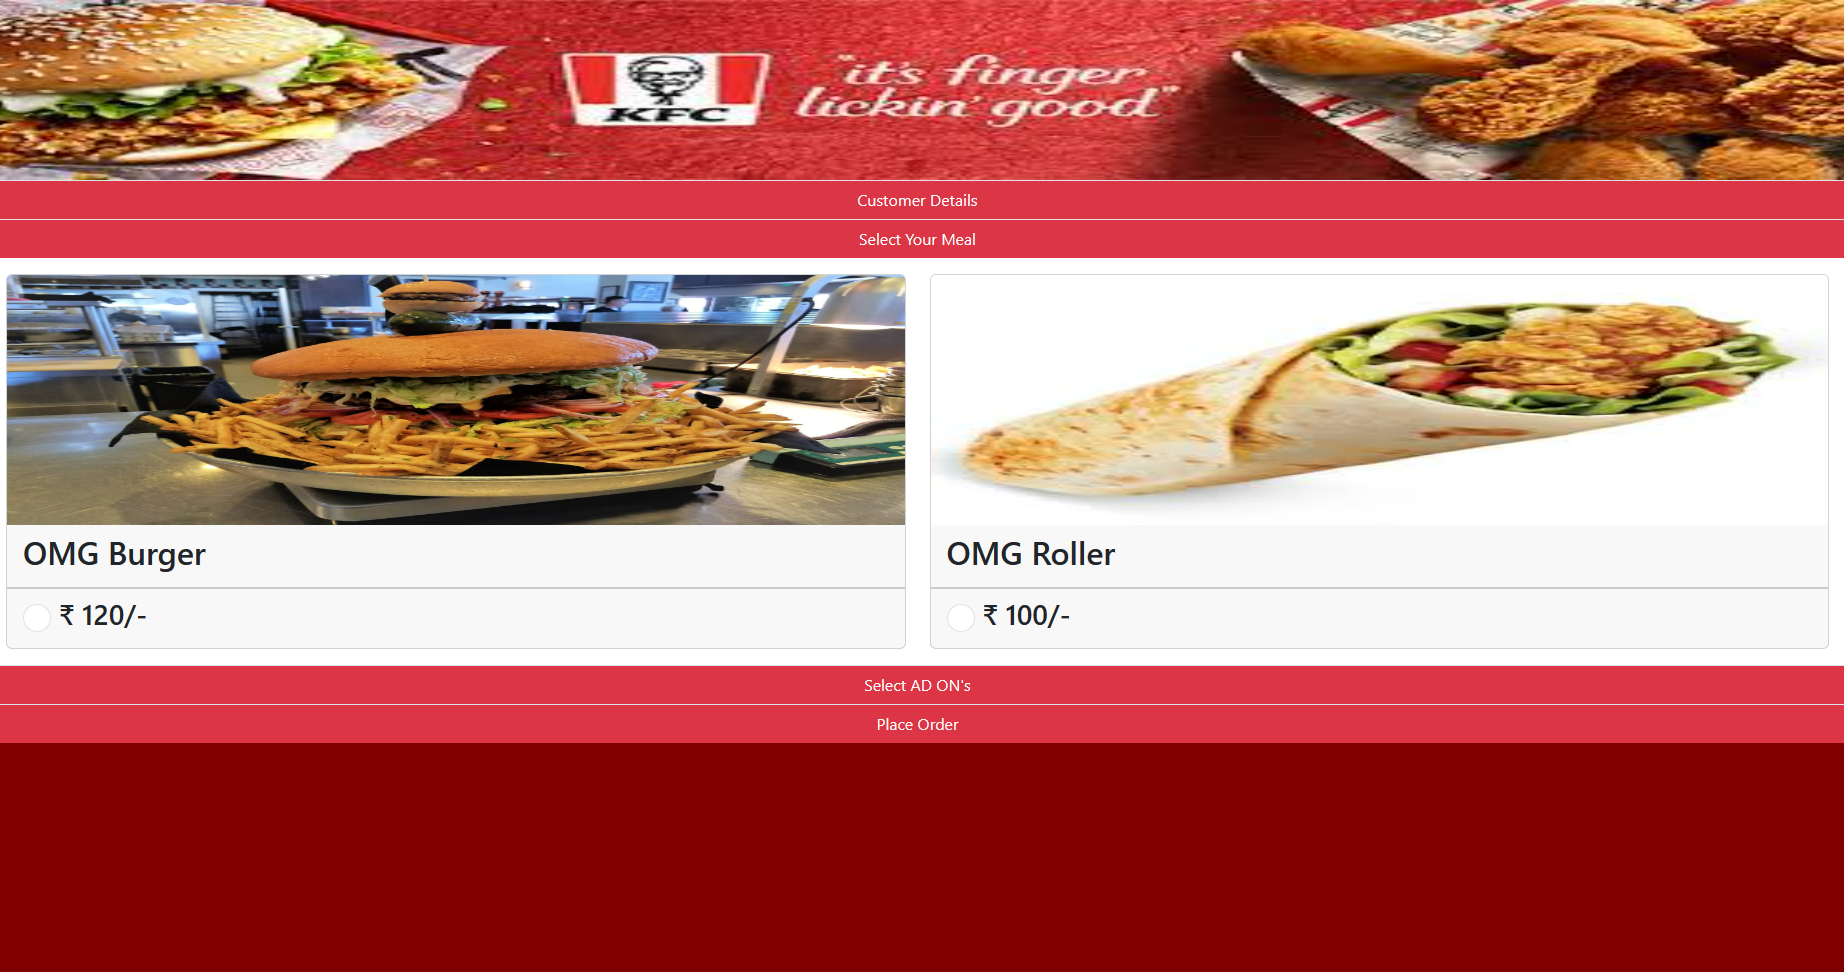 KFC
"it's finger
lickin' good"
Customer Details
Select Your Meal
OMG Burger
₹ 120/-
OMG Roller
₹ 100/-
Select AD ON's
Place Order